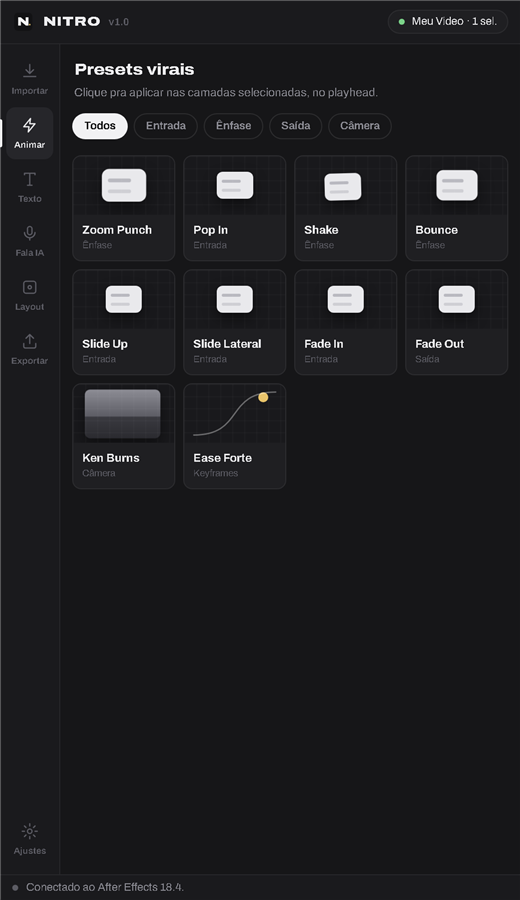 N. NITRO v1.0
Meu Video · 1 sel.
Importar
Animar
Texto
Fala IA
Layout
Exportar
Ajustes
Presets virais
Clique pra aplicar nas camadas selecionadas, no playhead.
Todos Entrada Ênfase Saída Câmera
Zoom Punch
Ênfase
Pop In
Entrada
Shake
Ênfase
Bounce
Ênfase
Slide Up
Entrada
Slide Lateral
Entrada
Fade In
Entrada
Fade Out
Saída
Ken Burns
Câmera
Ease Forte
Keyframes
Conectado ao After Effects 18.4.